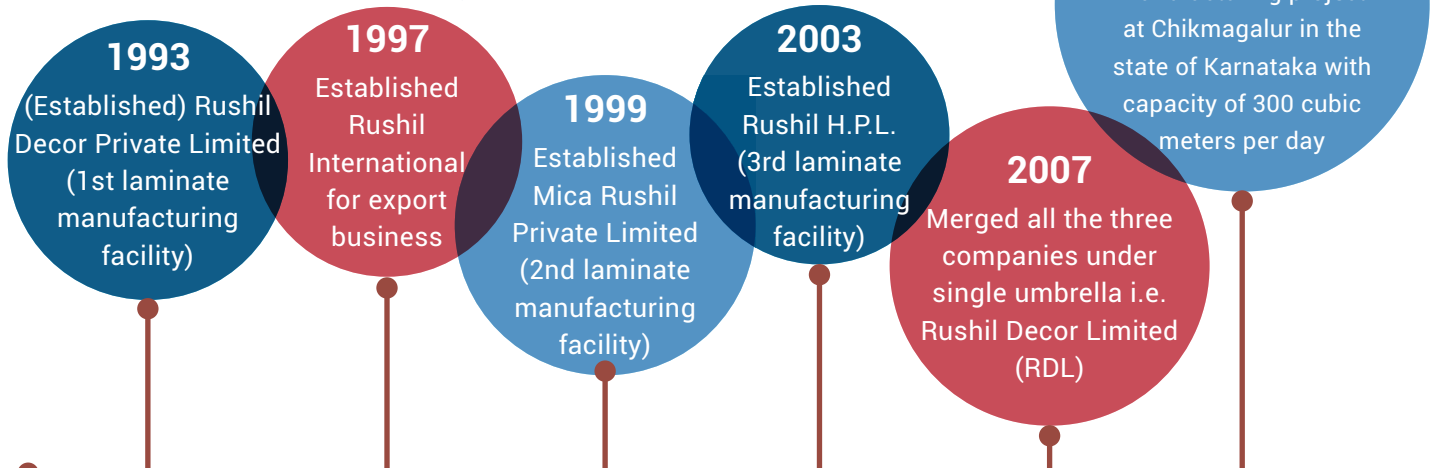 1993
(Established) Rushil
Decor Private Limited
(1st laminate
manufacturing
facility)
1997
Established
Rushil
International
for export
business
1999
Established
Mica Rushil
Private Limited
(2nd laminate
manufacturing
facility)
2003
Established
Rushil H.P.L.
(3rd laminate
manufacturing
facility)
2007
Merged all the three
companies under
single umbrella i.e.
Rushil Decor Limited
(RDL)
at Chikmagalur in the
state of Karnataka with
capacity of 300 cubic
meters per day